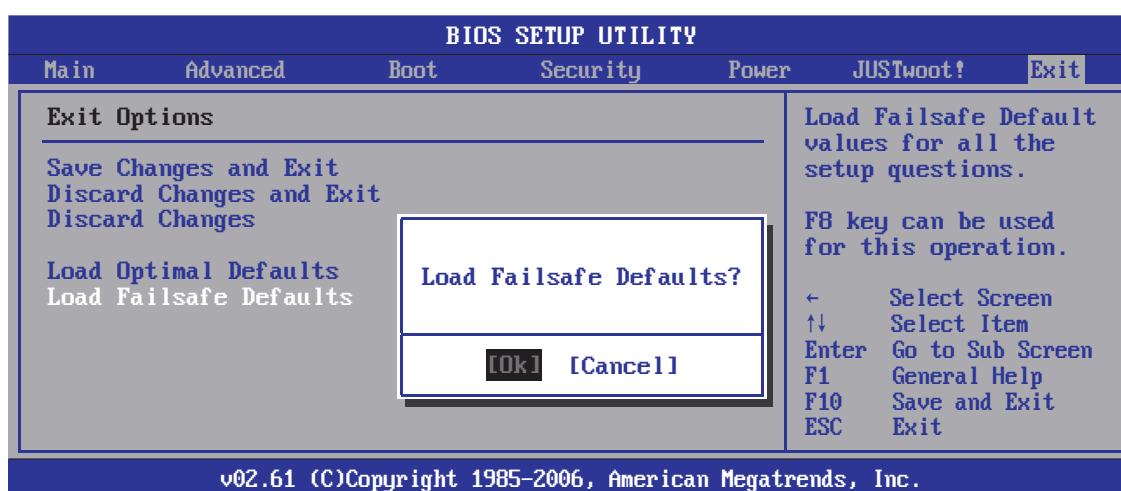 BIOS SETUP UTILITY
Main Advanced Boot Security Power JUSTwoot! Exit
Exit Options
Save Changes and Exit
Discard Changes and Exit
Discard Changes
Load Optimal Defaults
Load Failsafe Defaults
Load Failsafe Defaults?
[Ok] [Cancel]
Load Failsafe Default
values for all the
setup questions.
F8 key can be used
for this operation.
← Select Screen
↑↓ Select Item
Enter Go to Sub Screen
F1 General Help
F10 Save and Exit
ESC Exit
v02.61 (C)Copyright 1985-2006, American Megatrends, Inc.